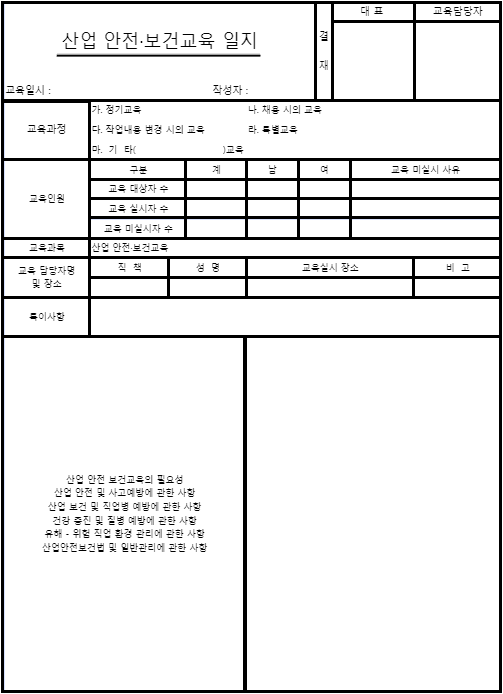 산업 안전·보건교육 일지
결
재
대 표
교육담당자
교육일시 :
작성자 :
교육과정
가. 정기교육
나. 채용 시의 교육
다. 작업내용 변경 시의 교육
라. 특별교육
마. 기 타( )교육
교육인원
구분
계
남
여
교육 미실시 사유
교육 대상자 수
교육 실시자 수
교육 미실시자 수
교육과목
산업 안전·보건교육
교육 담당자명
및 장소
직 책
성 명
교육실시 장소
비 고
특이사항
산업 안전 보건교육의 필요성
산업 안전 및 사고예방에 관한 사항
산업 보건 및 직업병 예방에 관한 사항
건강 증진 및 질병 예방에 관한 사항
유해 - 위험 직업 환경 관리에 관한 사항
산업안전보건법 및 일반관리에 관한 사항